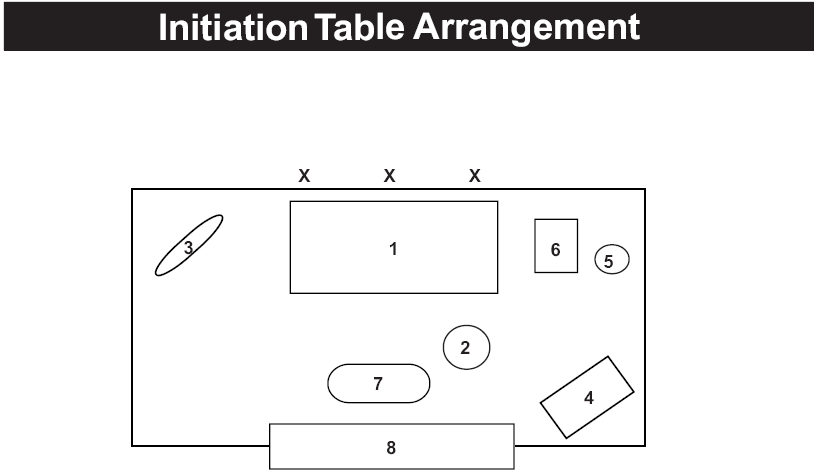 Initiation Table Arrangement
X X X
3 1 6 5
2
7
4
8